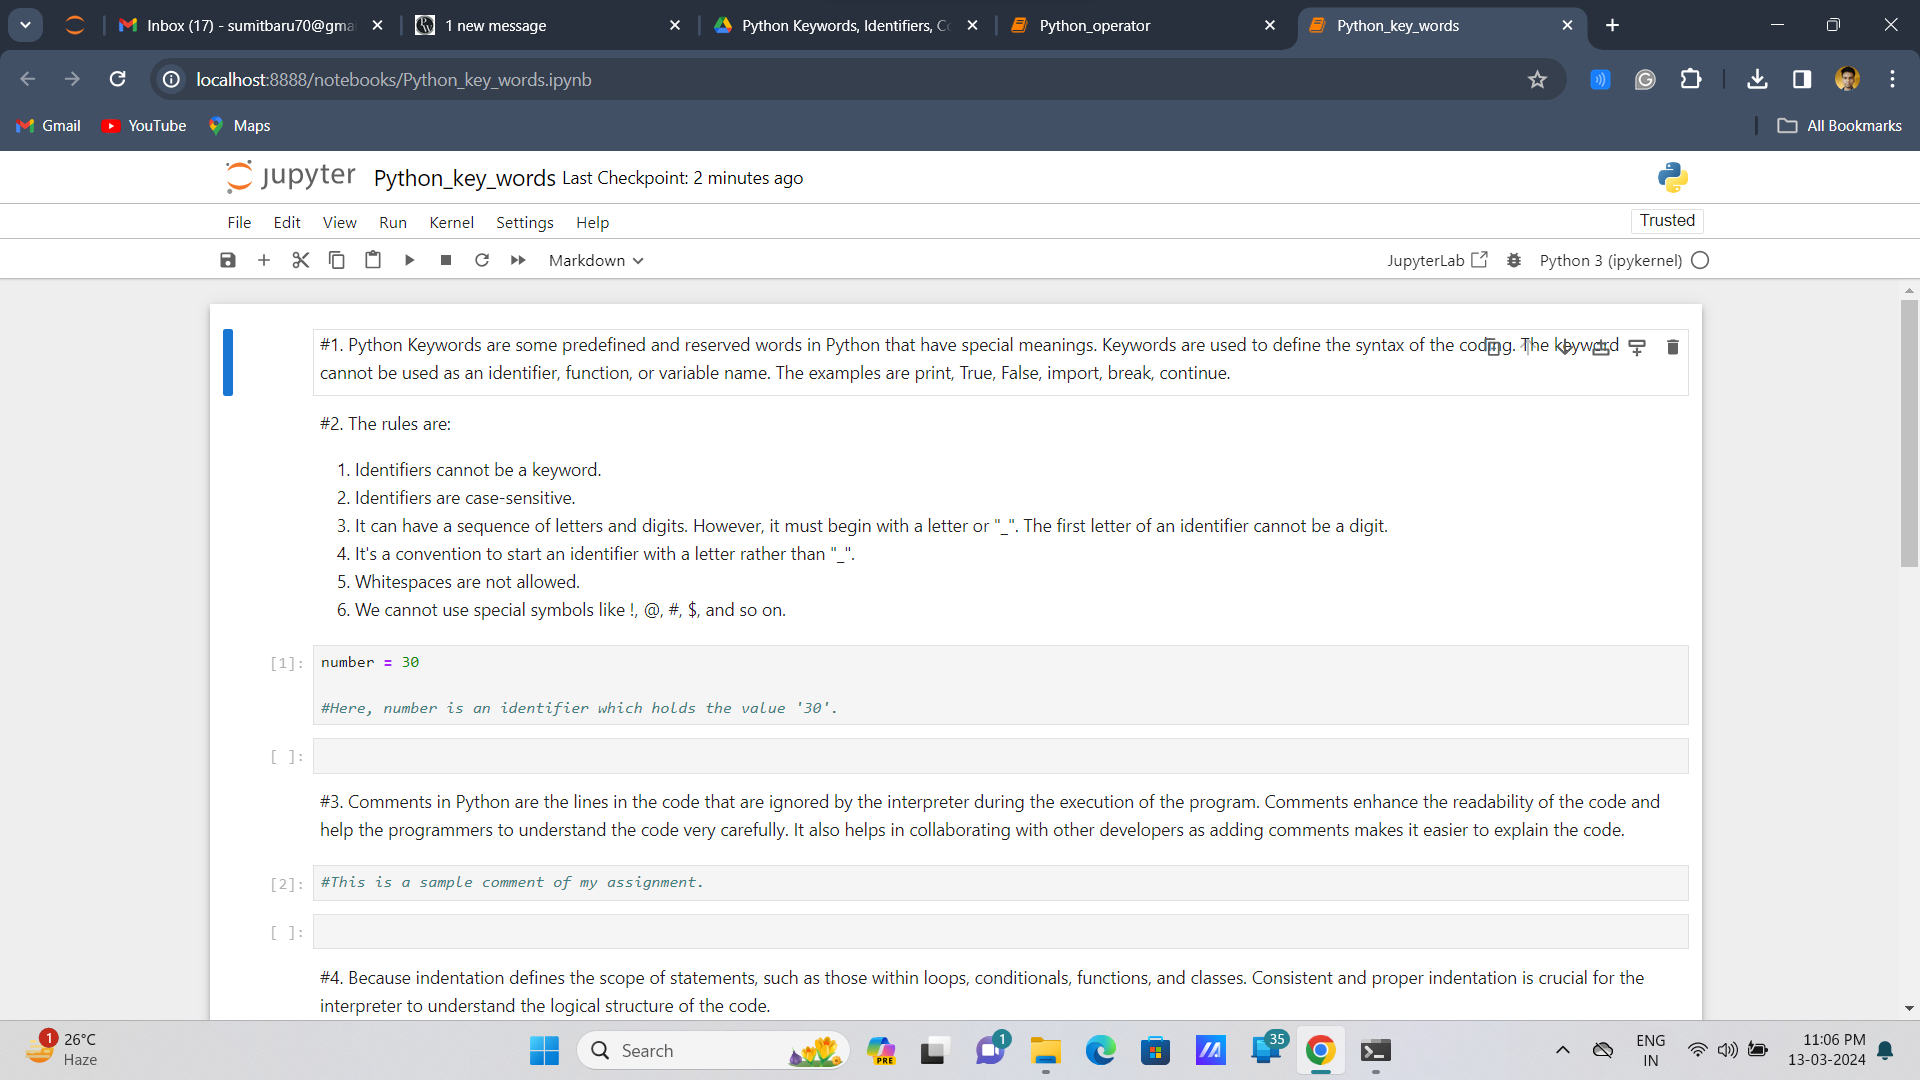 Inbox (17) - sumitbaru70@gma
1 new message
Python Keywords, Identifiers, Co
Python_operator
Python_key_words
localhost:8888/notebooks/Python_key_words.ipynb
Gmail
YouTube
Maps
All Bookmarks
jupyter Python_key_words Last Checkpoint: 2 minutes ago
File Edit View Run Kernel Settings Help
Trusted
Markdown
JupyterLab
Python 3 (ipykernel)
#1. Python Keywords are some predefined and reserved words in Python that have special meanings. Keywords are used to define the syntax of the coding. The keyword
cannot be used as an identifier, function, or variable name. The examples are print, True, False, import, break, continue.
#2. The rules are:
1. Identifiers cannot be a keyword.
2. Identifiers are case-sensitive.
3. It can have a sequence of letters and digits. However, it must begin with a letter or "_". The first letter of an identifier cannot be a digit.
4. It's a convention to start an identifier with a letter rather than "_".
5. Whitespaces are not allowed.
6. We cannot use special symbols like !, @, #, $, and so on.
[1]: number = 30
#Here, number is an identifier which holds the value '30'.
[ ]:
#3. Comments in Python are the lines in the code that are ignored by the interpreter during the execution of the program. Comments enhance the readability of the code and
help the programmers to understand the code very carefully. It also helps in collaborating with other developers as adding comments makes it easier to explain the code.
[2]: #This is a sample comment of my assignment.
[ ]:
#4. Because indentation defines the scope of statements, such as those within loops, conditionals, functions, and classes. Consistent and proper indentation is crucial for the
interpreter to understand the logical structure of the code.
1
26°C
Haze
Search
PRE
1
35
ENG
IN
11:06 PM
13-03-2024